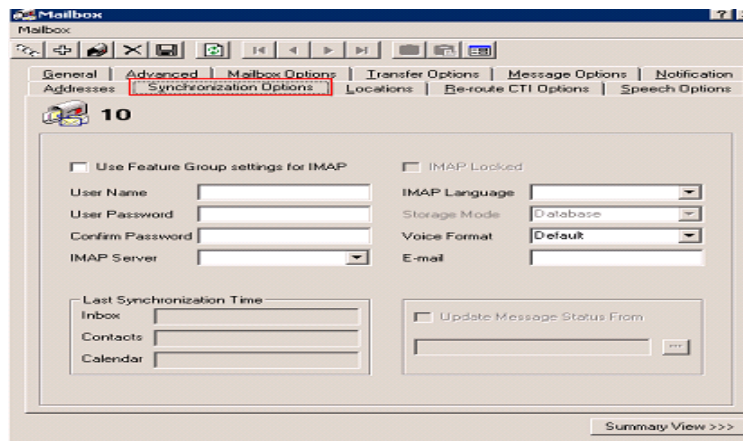 Mailbox
Mailbox
General Advanced Mailbox Options Transfer Options Message Options Notification
Addresses Synchronization Options Locations Re-route CTI Options Speech Options
10
Use Feature Group settings for IMAP
IMAP Locked
User Name
IMAP Language
User Password
Storage Mode Database
Confirm Password
Voice Format Default
IMAP Server
E-mail
Last Synchronization Time
Inbox
Update Message Status From
Contacts
...
Calendar
Summary View >>>